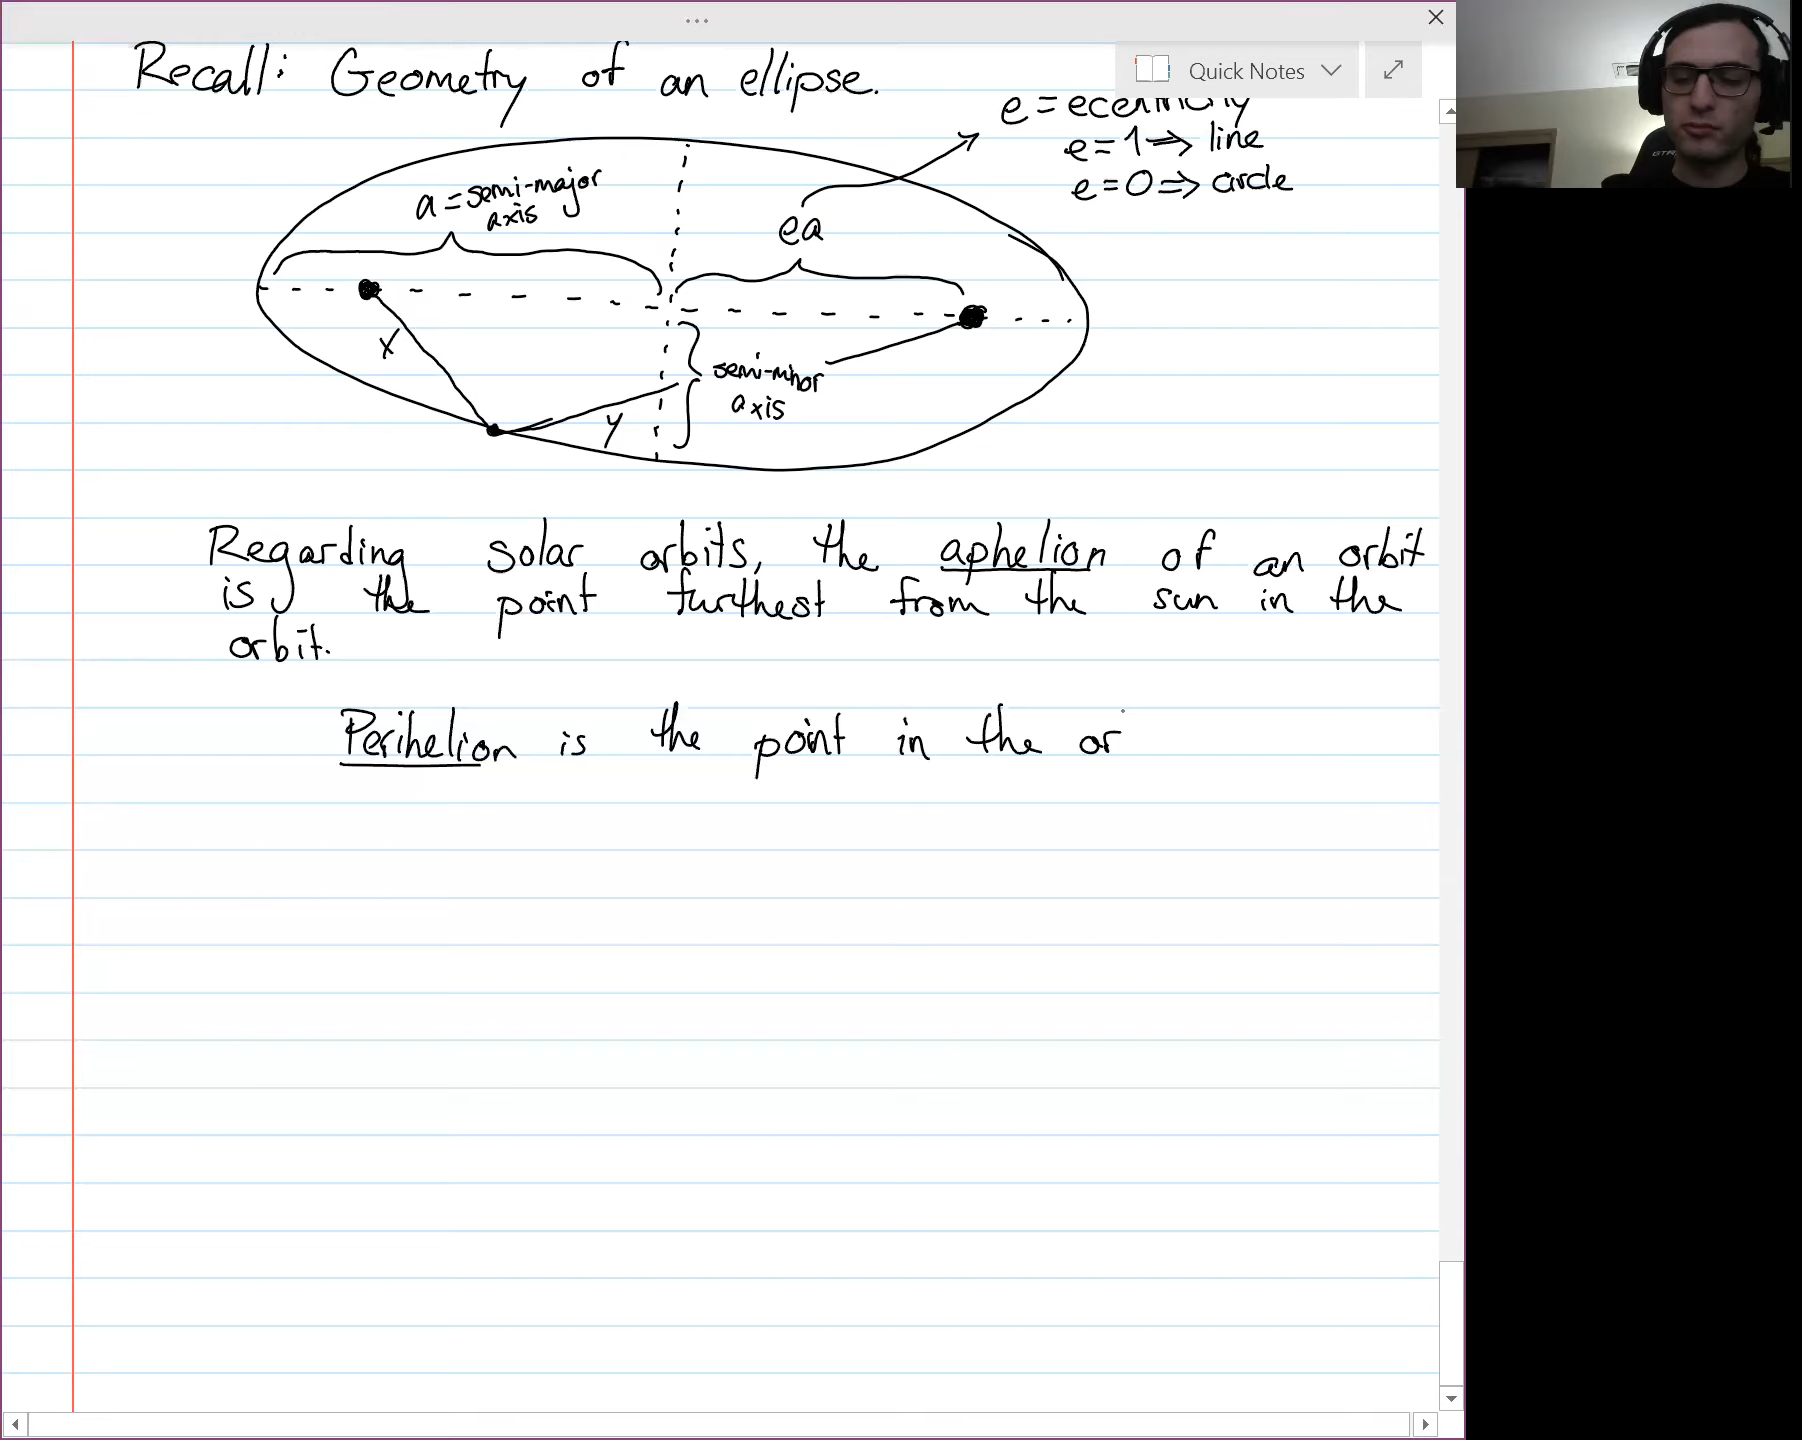 Recall: Geometry of an ellipse.
Quick Notes
e = ecentricity
e = 1 => line
e = 0 => circle
a = semi-major
axis
ea
x
semi-minor
axis
y
Regarding solar orbits, the aphelion of an orbit
is the point furthest from the sun in the
orbit.
Perihelion is the point in the or